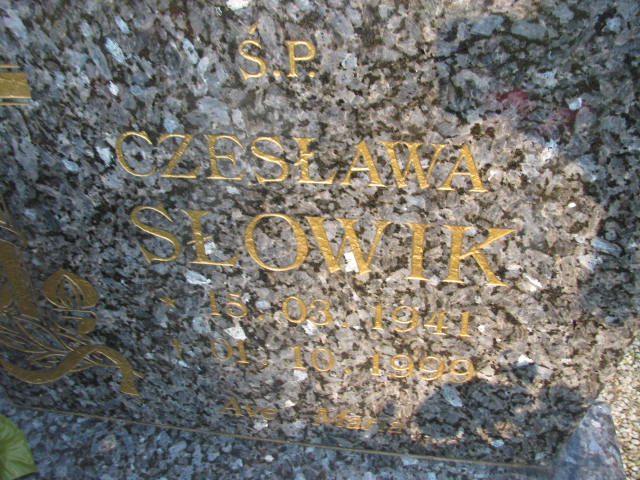 Ś.P.
CZESŁAWA
SŁOWIK
* 15. 03. 1941
† 01. 10. 1999
Ave Maria